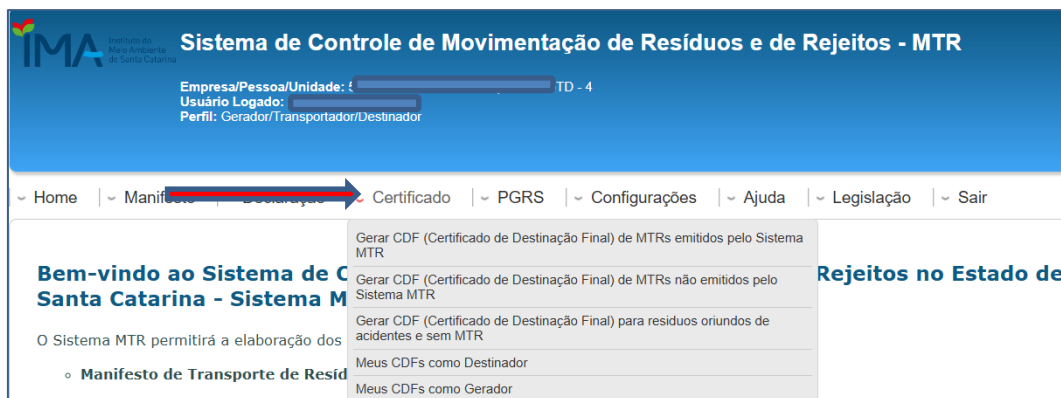 IMA
Instituto do
Meio Ambiente
de Santa Catarina
Sistema de Controle de Movimentação de Resíduos e de Rejeitos - MTR
Empresa/Pessoa/Unidade: TD - 4
Usuário Logado:
Perfil: Gerador/Transportador/Destinador
Home Manifesto Declaração Certificado PGRS Configurações Ajuda Legislação Sair
Gerar CDF (Certificado de Destinação Final) de MTRs emitidos pelo Sistema
MTR
Gerar CDF (Certificado de Destinação Final) de MTRs não emitidos pelo
Sistema MTR
Gerar CDF (Certificado de Destinação Final) para residuos oriundos de
acidentes e sem MTR
Meus CDFs como Destinador
Meus CDFs como Gerador
Bem-vindo ao Sistema de C Rejeitos no Estado de
Santa Catarina - Sistema M
O Sistema MTR permitirá a elaboração dos
Manifesto de Transporte de Resíd